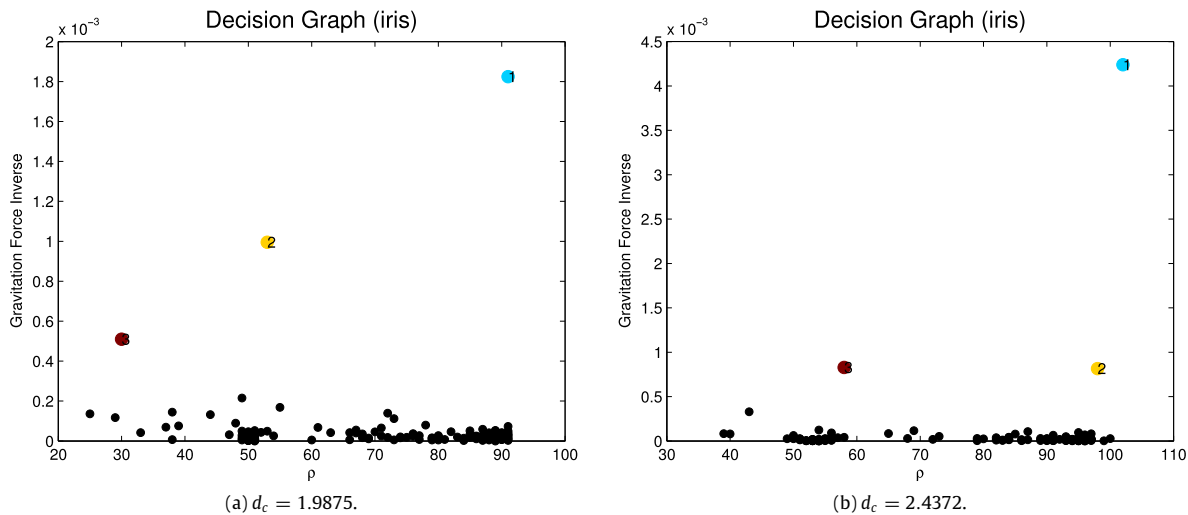 Decision Graph (iris)
x 10⁻³
2
1.8
1.6
1.4
1.2
1
0.8
0.6
0.4
0.2
0
Gravitation Force Inverse
1
2
3
20 30 40 50 60 70 80 90 100
ρ
(a) d_c = 1.9875.
Decision Graph (iris)
x 10⁻³
4.5
4
3.5
3
2.5
2
1.5
1
0.5
0
Gravitation Force Inverse
1
3
2
30 40 50 60 70 80 90 100 110
ρ
(b) d_c = 2.4372.